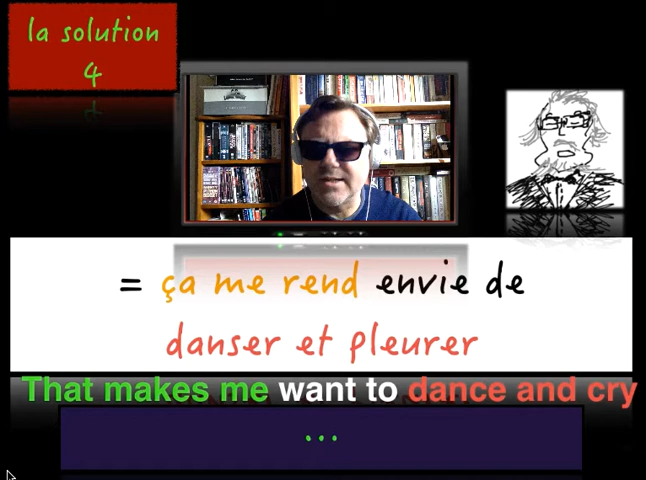 la solution
4
= ça me rend envie de
danser et pleurer
That makes me want to dance and cry
...